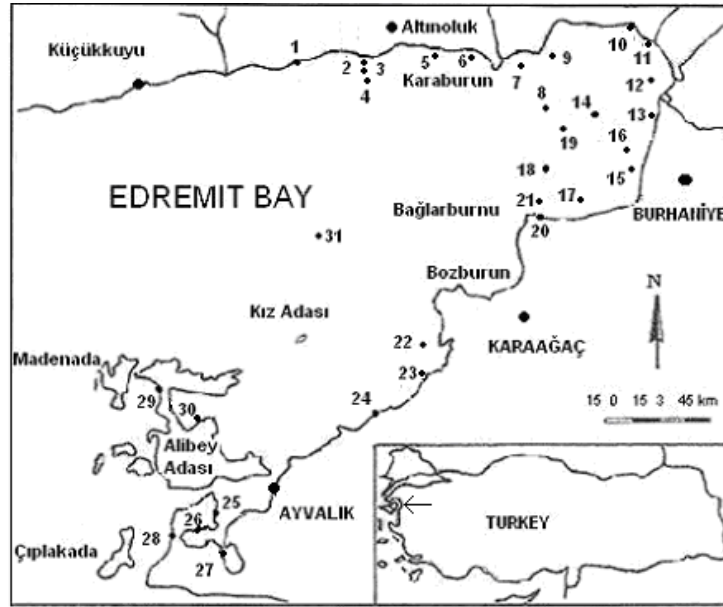 Altınoluk
Küçükkuyu
1
2
3
4
5
6
Karaburun
7
9
10
11
8
14
12
13
19
16
18
15
EDREMIT BAY
21
17
Bağlarburnu
20
BURHANİYE
31
Bozburun
N
Kız Adası
KARAAĞAÇ
22
Madenada
23
24
15 0 15 3 45 km
29
30
Alibey
Adası
25
26
AYVALIK
28
Çıplakada
27
TURKEY